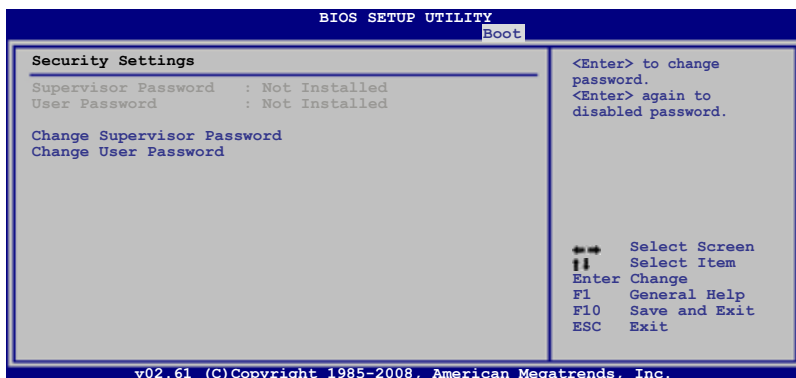 BIOS SETUP UTILITY
Boot
Security Settings
Supervisor Password : Not Installed
User Password : Not Installed
Change Supervisor Password
Change User Password
<Enter> to change
password.
<Enter> again to
disabled password.
←→ Select Screen
↑↓ Select Item
Enter Change
F1 General Help
F10 Save and Exit
ESC Exit
v02.61 (C)Copyright 1985-2008, American Megatrends, Inc.